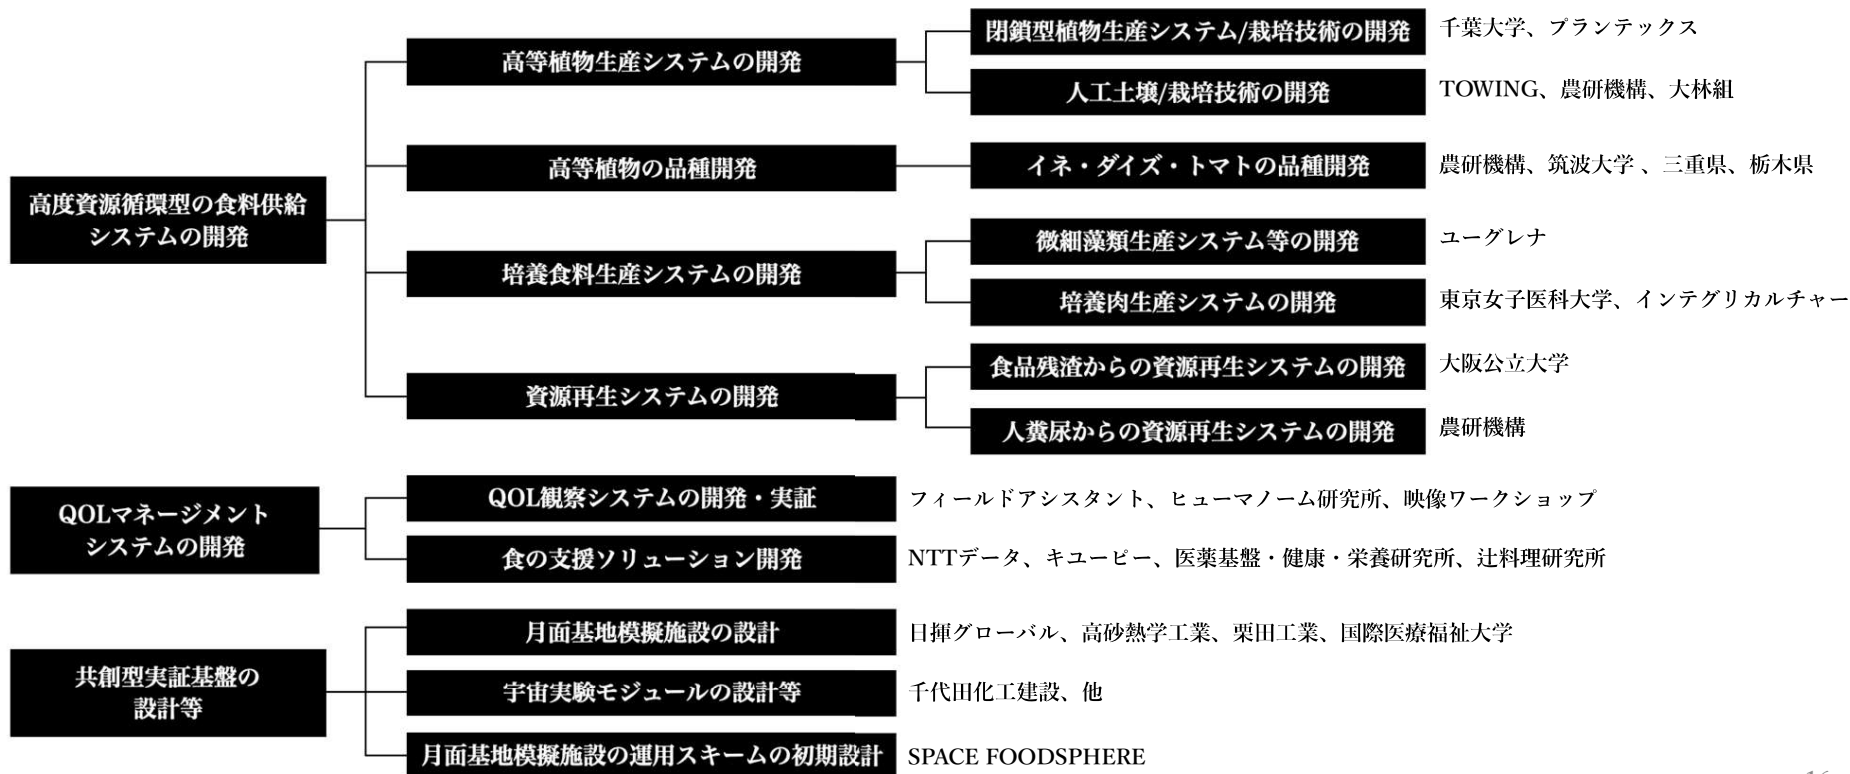 高度資源循環型の食料供給
システムの開発
高等植物生産システムの開発
閉鎖型植物生産システム/栽培技術の開発
千葉大学、プランテックス
人工土壌/栽培技術の開発
TOWING、農研機構、大林組
高等植物の品種開発
イネ・ダイズ・トマトの品種開発
農研機構、筑波大学 、三重県、栃木県
培養食料生産システムの開発
微細藻類生産システム等の開発
ユーグレナ
培養肉生産システムの開発
東京女子医科大学、インテグリカルチャー
資源再生システムの開発
食品残渣からの資源再生システムの開発
大阪公立大学
人糞尿からの資源再生システムの開発
農研機構
QOLマネージメント
システムの開発
QOL観察システムの開発・実証
フィールドアシスタント、ヒューマノーム研究所、映像ワークショップ
食の支援ソリューション開発
NTTデータ、キユーピー、医薬基盤・健康・栄養研究所、辻料理研究所
共創型実証基盤の
設計等
月面基地模擬施設の設計
日揮グローバル、高砂熱学工業、栗田工業、国際医療福祉大学
宇宙実験モジュールの設計等
千代田化工建設、他
月面基地模擬施設の運用スキームの初期設計
SPACE FOODSPHERE